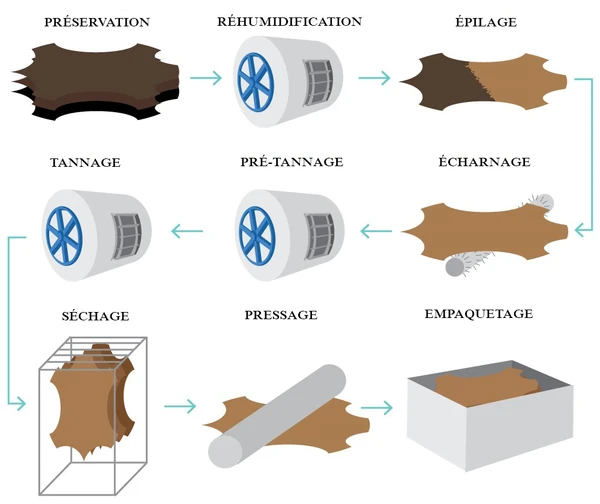 PRÉSERVATION
RÉHUMIDIFICATION
ÉPILAGE
ÉCHARNAGE
PRÉ-TANNAGE
TANNAGE
SÉCHAGE
PRESSAGE
EMPAQUETAGE